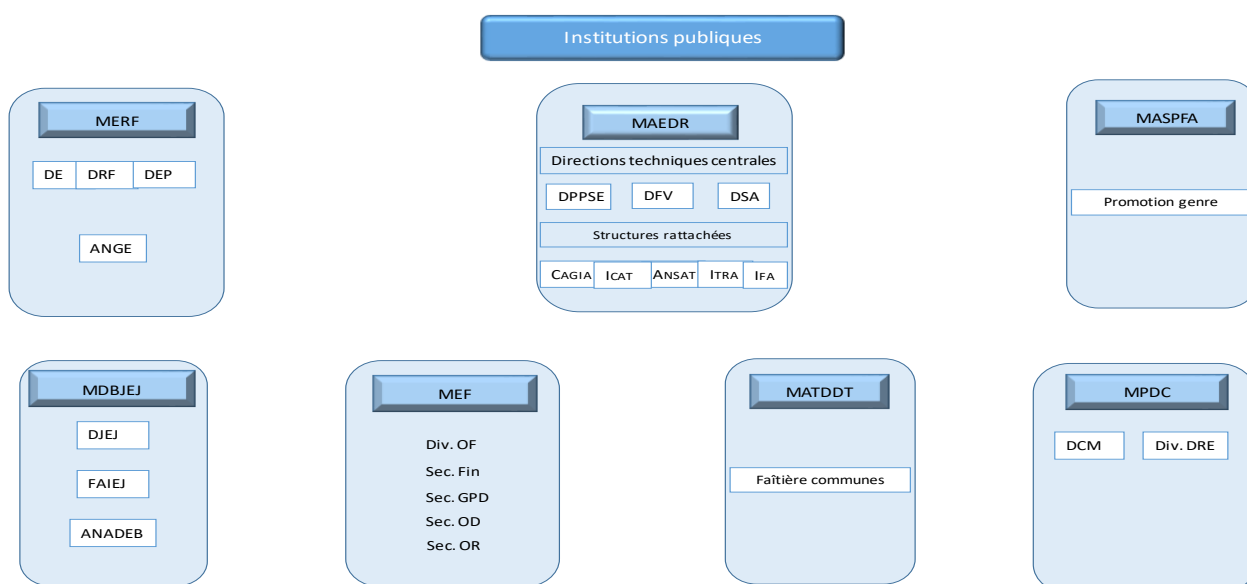 Institutions publiques
MERF
DE DRF DEP
ANGE
MAEDR
Directions techniques centrales
DPPSE DFV DSA
Structures rattachées
CAGIA ICAT ANSAT ITRA IFA
MASPFA
Promotion genre
MDBJEJ
DJEJ
FAIEJ
ANADEB
MEF
Div. OF
Sec. Fin
Sec. GPD
Sec. OD
Sec. OR
MATDDT
Faîtière communes
MPDC
DCM Div. DRE